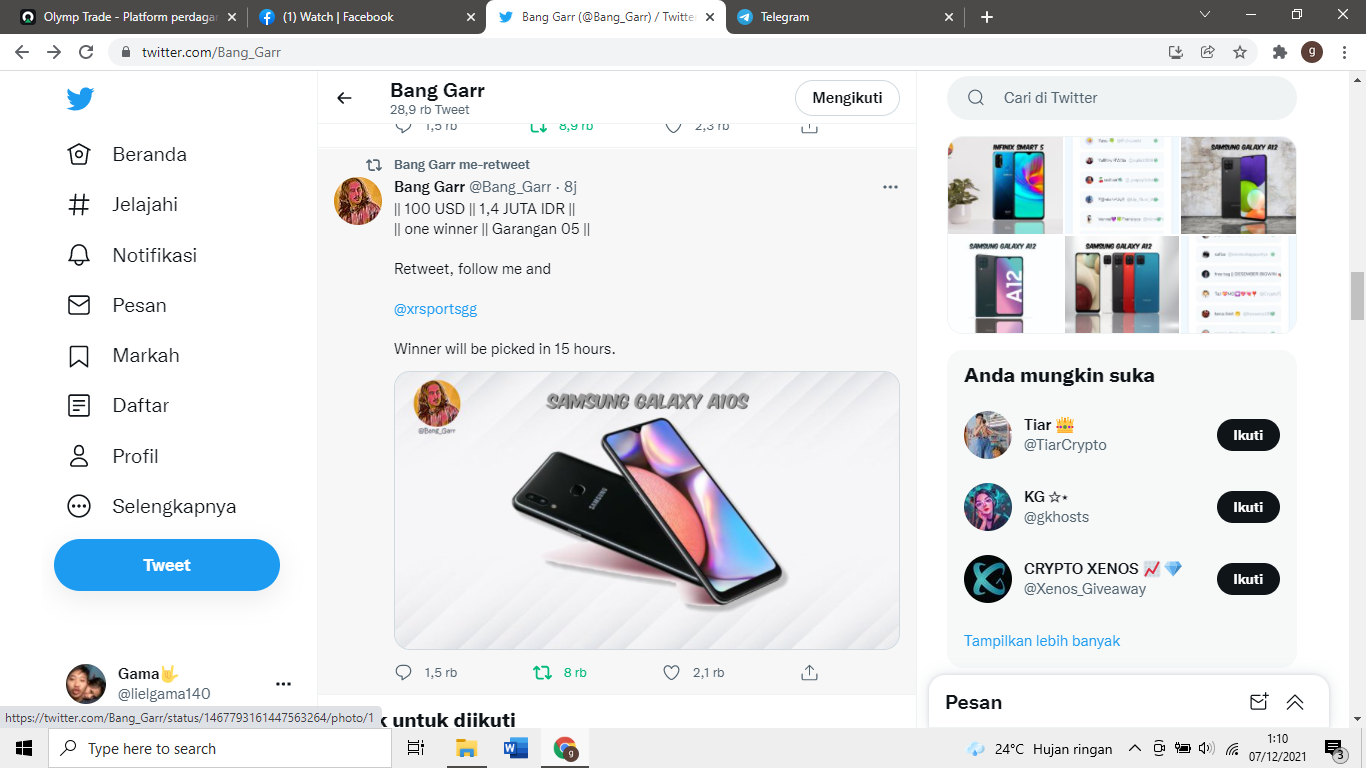 Olymp Trade - Platform perdagar
(1) Watch | Facebook
Bang Garr (@Bang_Garr) / Twitte
Telegram
twitter.com/Bang_Garr
g
Beranda
Jelajahi
Notifikasi
Pesan
Markah
Daftar
Profil
Selengkapnya
Tweet
Gama
@lielgama140
Bang Garr
28,9 rb Tweet
Mengikuti
1,5 rb
8,9 rb
2,3 rb
Bang Garr me-retweet
Bang Garr @Bang_Garr · 8j
|| 100 USD || 1,4 JUTA IDR ||
|| one winner || Garangan 05 ||
Retweet, follow me and
@xrsportsgg
Winner will be picked in 15 hours.
@Bang_Garr
SAMSUNG GALAXY A10S
SAMSUNG
1,5 rb
8 rb
2,1 rb
k untuk diikuti
Cari di Twitter
INFINIX SMART 5
SAMSUNG GALAXY A12
SAMSUNG GALAXY A12
A12
SAMSUNG GALAXY A12
Anda mungkin suka
Tiar
@TiarCrypto
Ikuti
KG ☆⋆
@gkhosts
Ikuti
CRYPTO XENOS
@Xenos_Giveaway
Ikuti
Tampilkan lebih banyak
Pesan
https://twitter.com/Bang_Garr/status/1467793161447563264/photo/1
Type here to search
g
24°C Hujan ringan
1:10
07/12/2021
3